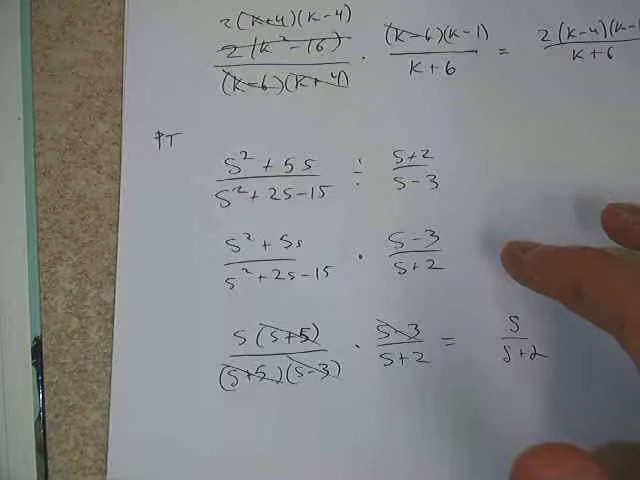 2(k+4)(k-4)
2(k²-16) / (k-6)(k+4) · (k-6)(k-1) / k+6 = 2(k-4)(k-1 / k+6
PT
s² + 5s / s² + 2s - 15 ÷ s+2 / s-3
s² + 5s / s² + 2s - 15 · s-3 / s+2
s(s+5) / (s+5)(s-3) · s-3 / s+2 = s / s+2